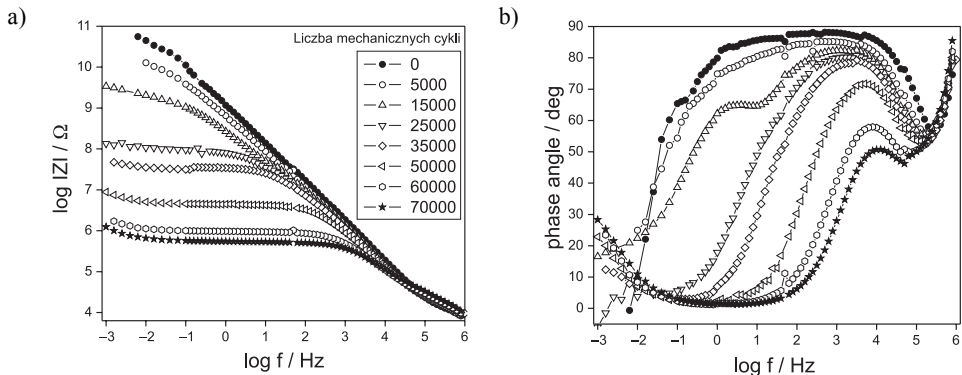 a)
11
10
9
8
7
6
5
4
log |Z| / Ω
−3 −2 −1 0 1 2 3 4 5 6
log f / Hz
Liczba mechanicznych cykli
0
5000
15000
25000
35000
50000
60000
70000
b)
90
80
70
60
50
40
30
20
10
0
phase angle / deg
−3 −2 −1 0 1 2 3 4 5 6
log f / Hz